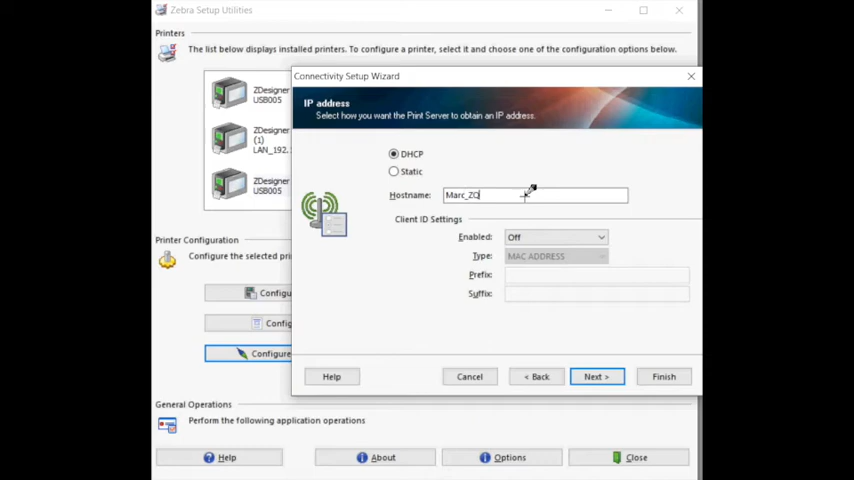 Zebra Setup Utilities
Printers
The list below displays installed printers. To configure a printer, select it and choose one of the configuration options below.
ZDesigner
USB005
ZDesigner
(1)
LAN_192.
ZDesigner
USB005
Printer Configuration
Configure the selected pri
Configu
Config
Configure
General Operations
Perform the following application operations
Help
About
Options
Close
Connectivity Setup Wizard
IP address
Select how you want the Print Server to obtain an IP address.
DHCP
Static
Hostname: Marc_ZQ
Client ID Settings
Enabled: Off
Type: MAC ADDRESS
Prefix:
Suffix:
Help
Cancel
< Back
Next >
Finish